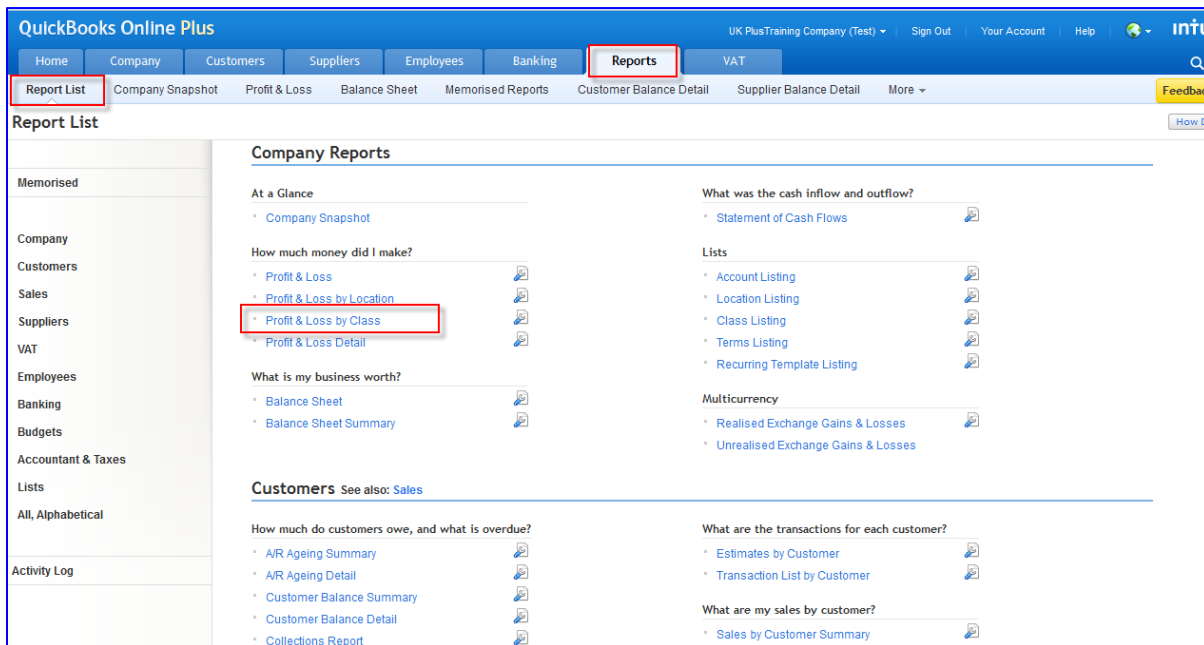 QuickBooks Online Plus
UK PlusTraining Company (Test) Sign Out Your Account Help
Home Company Customers Suppliers Employees Banking Reports VAT
Report List Company Snapshot Profit & Loss Balance Sheet Memorised Reports Customer Balance Detail Supplier Balance Detail More
Report List
How
Memorised
Company
Customers
Sales
Suppliers
VAT
Employees
Banking
Budgets
Accountant & Taxes
Lists
All, Alphabetical
Activity Log
Company Reports
At a Glance
Company Snapshot
How much money did I make?
Profit & Loss
Profit & Loss by Location
Profit & Loss by Class
Profit & Loss Detail
What is my business worth?
Balance Sheet
Balance Sheet Summary
What was the cash inflow and outflow?
Statement of Cash Flows
Lists
Account Listing
Location Listing
Class Listing
Terms Listing
Recurring Template Listing
Multicurrency
Realised Exchange Gains & Losses
Unrealised Exchange Gains & Losses
Customers See also: Sales
How much do customers owe, and what is overdue?
A/R Ageing Summary
A/R Ageing Detail
Customer Balance Summary
Customer Balance Detail
Collections Report
What are the transactions for each customer?
Estimates by Customer
Transaction List by Customer
What are my sales by customer?
Sales by Customer Summary